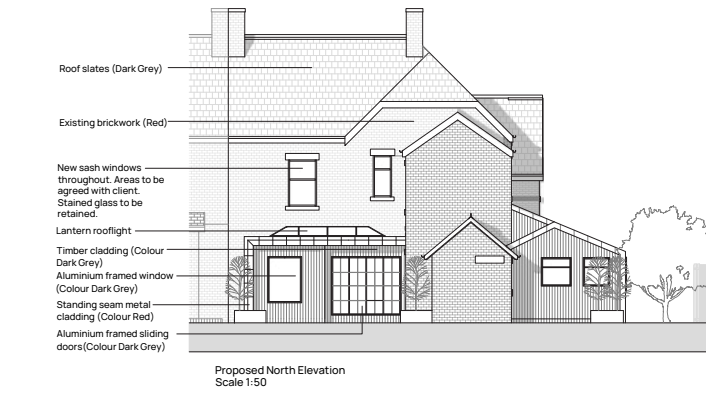 Roof slates (Dark Grey)
Existing brickwork (Red)
New sash windows
throughout. Areas to be
agreed with client.
Stained glass to be
retained.
Lantern rooflight
Timber cladding (Colour
Dark Grey)
Aluminium framed window
(Colour Dark Grey)
Standing seam metal
cladding (Colour Red)
Aluminium framed sliding
doors(Colour Dark Grey)
Proposed North Elevation
Scale 1:50